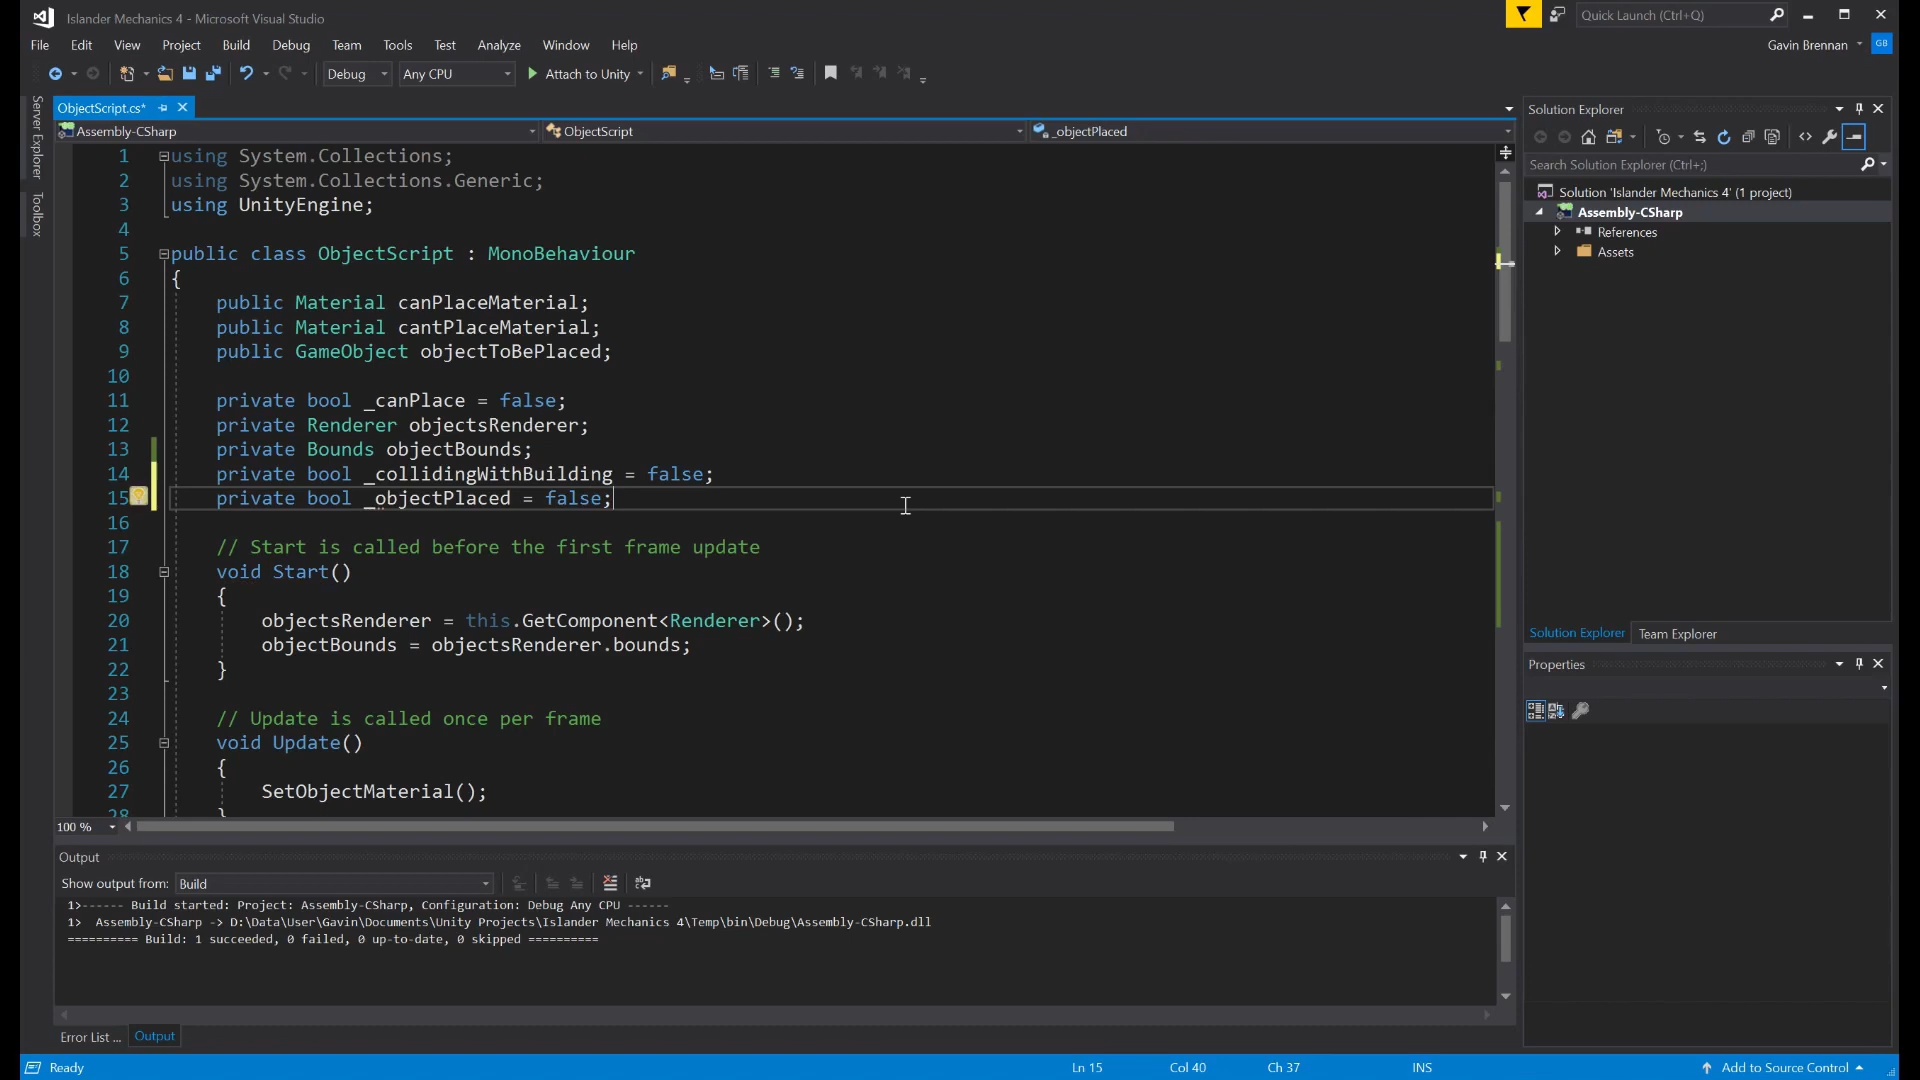 Islander Mechanics 4 - Microsoft Visual Studio
Quick Launch (Ctrl+Q)
File Edit View Project Build Debug Team Tools Test Analyze Window Help
Gavin Brennan GB
Debug Any CPU Attach to Unity
Server Explorer
Toolbox
ObjectScript.cs*
Assembly-CSharp ObjectScript _objectPlaced
1 using System.Collections;
2 using System.Collections.Generic;
3 using UnityEngine;
4
5 public class ObjectScript : MonoBehaviour
6 {
7 public Material canPlaceMaterial;
8 public Material cantPlaceMaterial;
9 public GameObject objectToBePlaced;
10
11 private bool _canPlace = false;
12 private Renderer objectsRenderer;
13 private Bounds objectBounds;
14 private bool _collidingWithBuilding = false;
15 private bool _objectPlaced = false;
16
17 // Start is called before the first frame update
18 void Start()
19 {
20 objectsRenderer = this.GetComponent<Renderer>();
21 objectBounds = objectsRenderer.bounds;
22 }
23
24 // Update is called once per frame
25 void Update()
26 {
27 SetObjectMaterial();
28 }
100 %
Solution Explorer
Search Solution Explorer (Ctrl+;)
Solution 'Islander Mechanics 4' (1 project)
Assembly-CSharp
References
Assets
Solution Explorer Team Explorer
Properties
Output
Show output from: Build
1>------ Build started: Project: Assembly-CSharp, Configuration: Debug Any CPU ------
1> Assembly-CSharp -> D:\Data\User\Gavin\Documents\Unity Projects\Islander Mechanics 4\Temp\bin\Debug\Assembly-CSharp.dll
========== Build: 1 succeeded, 0 failed, 0 up-to-date, 0 skipped ==========
Error List ... Output
Ready Ln 15 Col 40 Ch 37 INS Add to Source Control